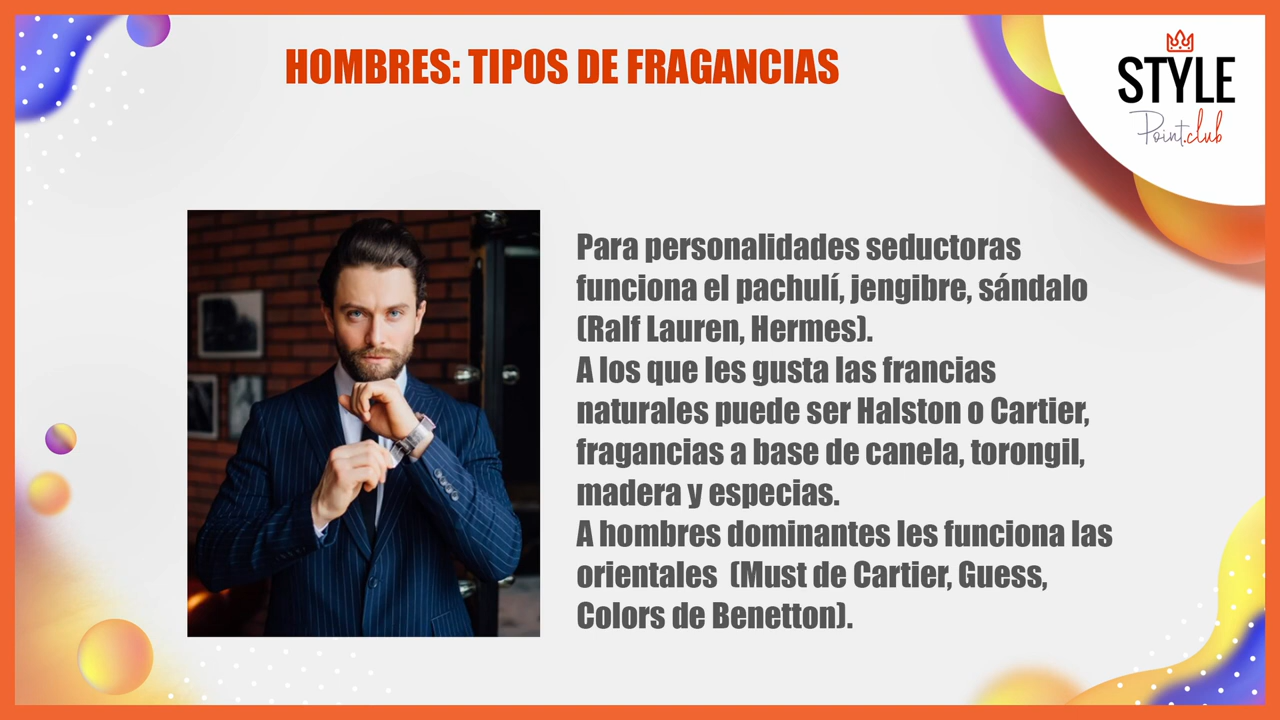 HOMBRES: TIPOS DE FRAGANCIAS
STYLE
Point.club
Para personalidades seductoras
funciona el pachulí, jengibre, sándalo
(Ralf Lauren, Hermes).
A los que les gusta las francias
naturales puede ser Halston o Cartier,
fragancias a base de canela, torongil,
madera y especias.
A hombres dominantes les funciona las
orientales  (Must de Cartier, Guess,
Colors de Benetton).